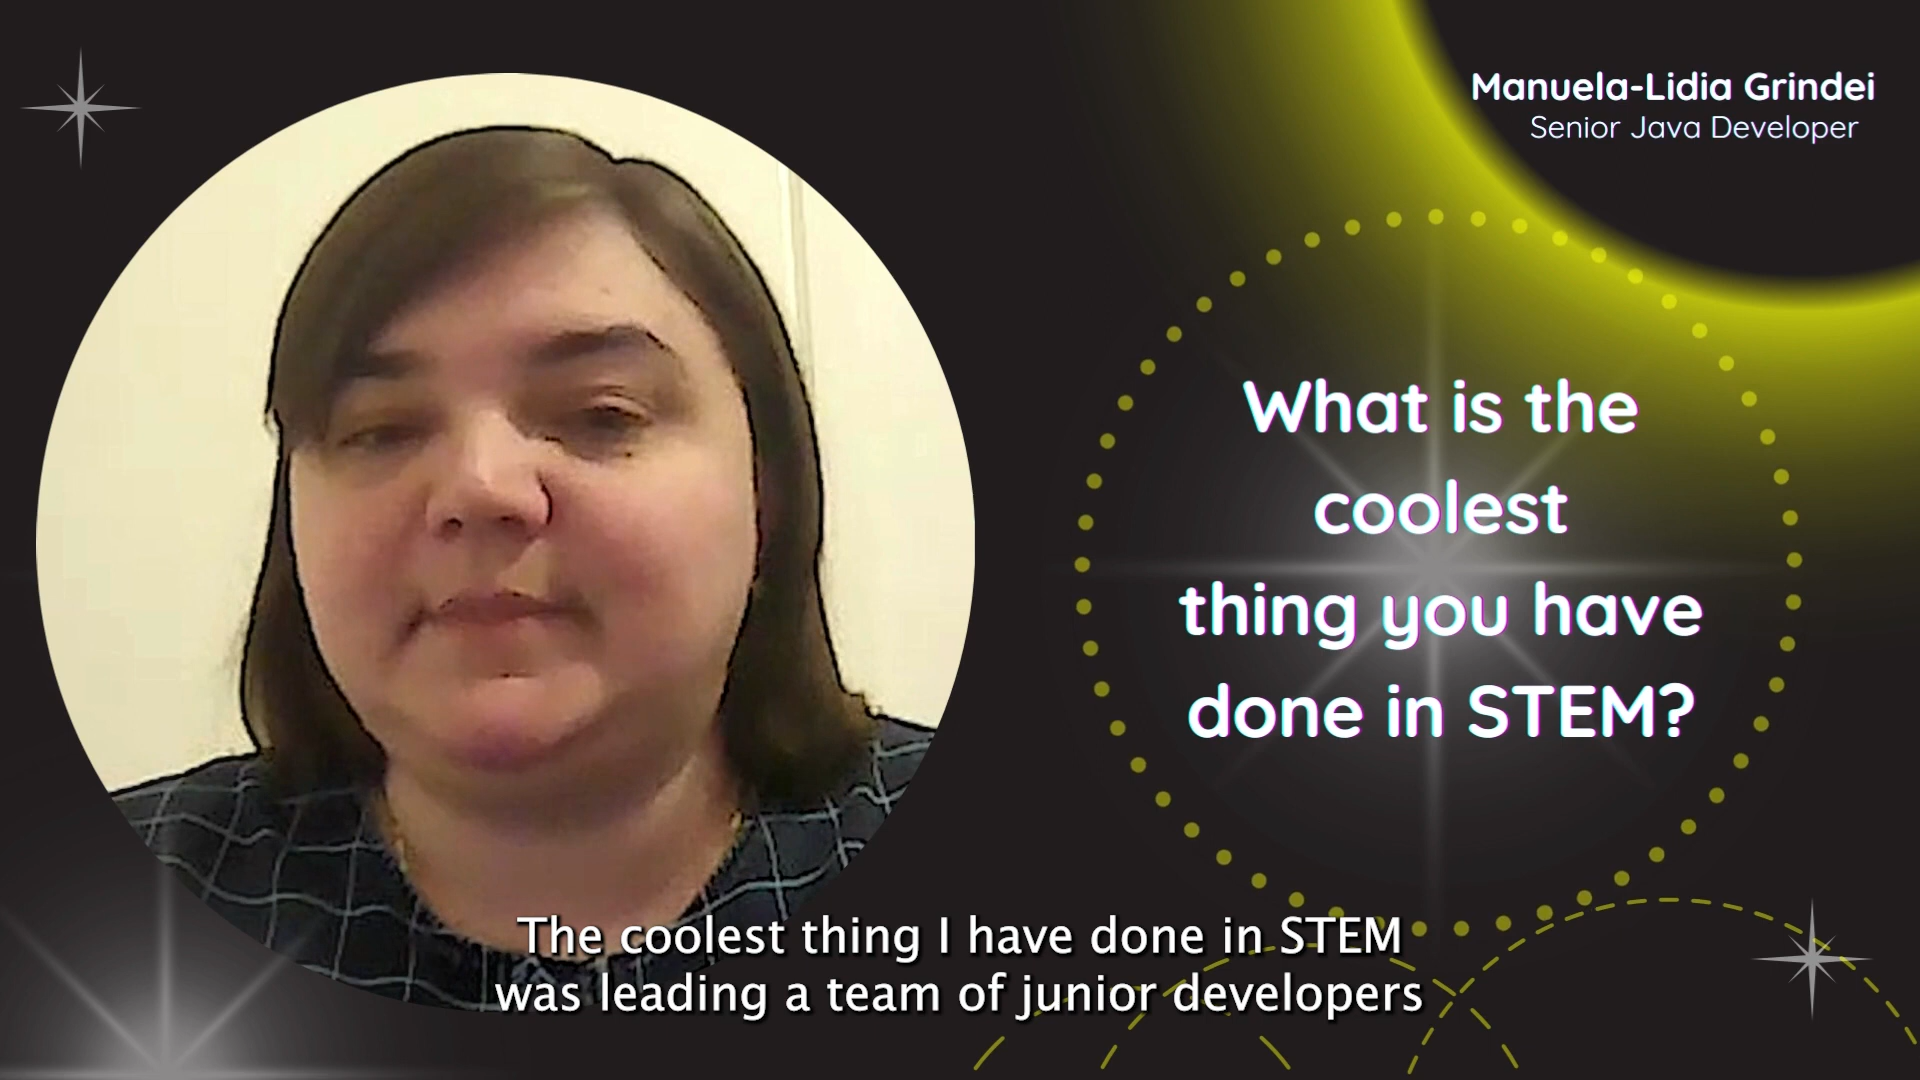 Manuela-Lidia Grindei
Senior Java Developer
What is the
coolest
thing you have
done in STEM?
The coolest thing I have done in STEM
was leading a team of junior developers